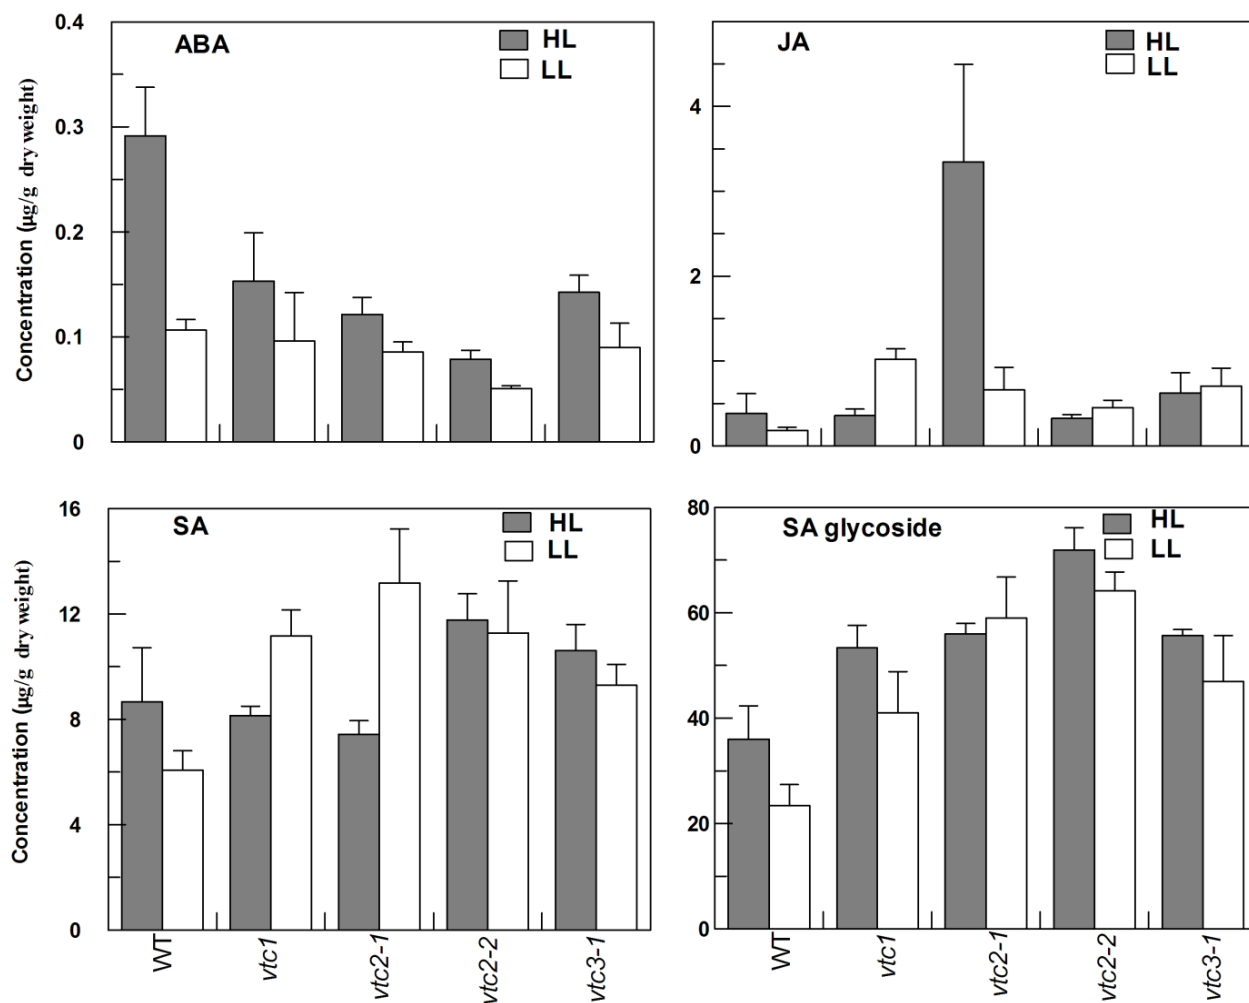 ABA
HL
LL
Concentration (µg/g dry weight)
0.4
0.3
0.2
0.1
0
JA
HL
LL
4
2
0
SA
HL
LL
Concentration (µg/g dry weight)
16
12
8
4
0
WT
vtc1
vtc2-1
vtc2-2
vtc3-1
SA glycoside
HL
LL
80
60
40
20
0
WT
vtc1
vtc2-1
vtc2-2
vtc3-1